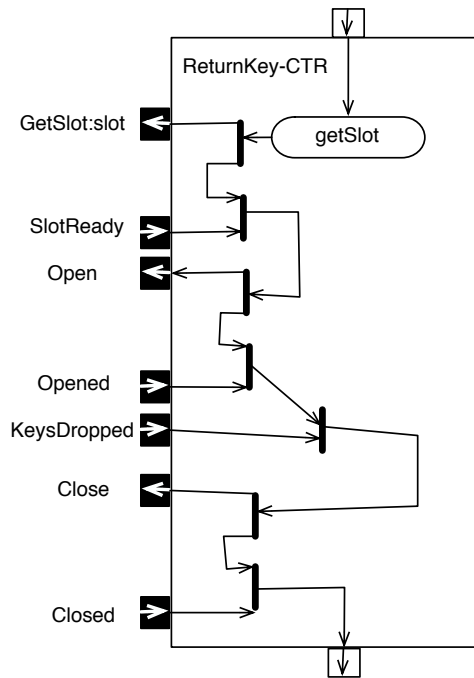 ReturnKey-CTR
GetSlot:slot
getSlot
SlotReady
Open
Opened
KeysDropped
Close
Closed